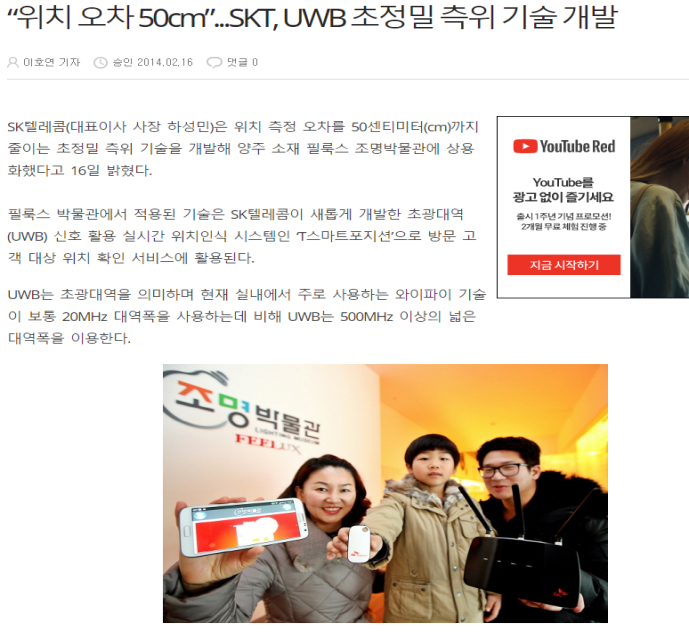 “위치 오차 50cm”...SKT, UWB 초정밀 측위 기술 개발
이호연 기자 승인 2014.02.16 댓글 0
SK텔레콤(대표이사 사장 하성민)은 위치 측정 오차를 50센티미터(cm)까지
줄이는 초정밀 측위 기술을 개발해 양주 소재 필룩스 조명박물관에 상용
화했다고 16일 밝혔다.
필룩스 박물관에서 적용된 기술은 SK텔레콤이 새롭게 개발한 초광대역
(UWB) 신호 활용 실시간 위치인식 시스템인 ‘T스마트포지션’으로 방문 고
객 대상 위치 확인 서비스에 활용된다.
UWB는 초광대역을 의미하며 현재 실내에서 주로 사용하는 와이파이 기술
이 보통 20MHz 대역폭을 사용하는데 비해 UWB는 500MHz 이상의 넓은
대역폭을 이용한다.
YouTube Red
YouTube를
광고 없이 즐기세요
출시 1주년 기념 프로모션!
2개월 무료 체험 진행 중
지금 시작하기
조명박물관
LIGHTING MUSEUM
FEELUX